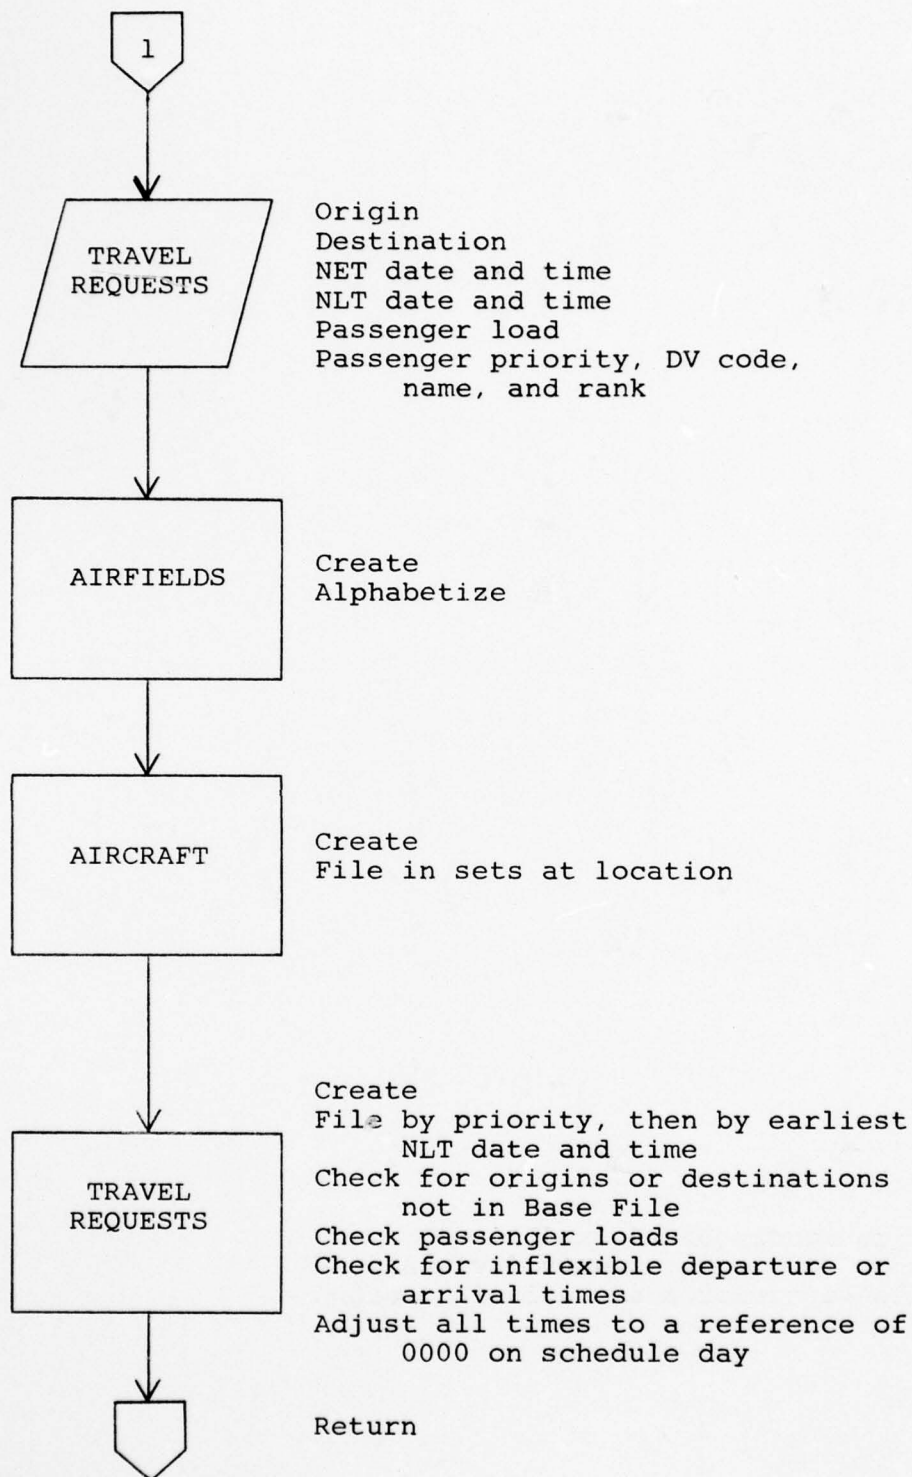 1
TRAVEL
REQUESTS
Origin
Destination
NET date and time
NLT date and time
Passenger load
Passenger priority, DV code,
name, and rank
AIRFIELDS
Create
Alphabetize
AIRCRAFT
Create
File in sets at location
TRAVEL
REQUESTS
Create
File by priority, then by earliest
NLT date and time
Check for origins or destinations
not in Base File
Check passenger loads
Check for inflexible departure or
arrival times
Adjust all times to a reference of
0000 on schedule day
Return